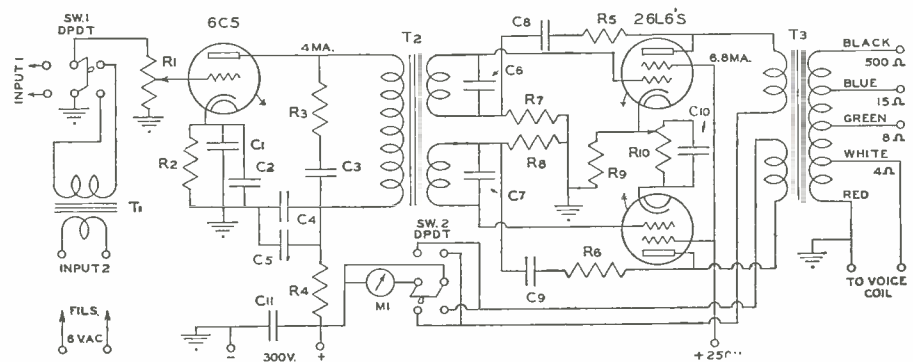 SW.1
DPDT
INPUT 1
R1
6C5
4MA.
T2
C8
R5
26L6'S
6.8MA.
T3
BLACK
500 Ω
BLUE
15 Ω
GREEN
8 Ω
WHITE
4 Ω
RED
C6
R3
R7
R8
C10
R10
R9
C1
R2
C2
C3
C4
C5
C7
T1
INPUT 2
SW.2
DPDT
R4
M1
C9
R6
TO VOICE
COIL
FILS.
6 VAC
C11
300V.
–
+